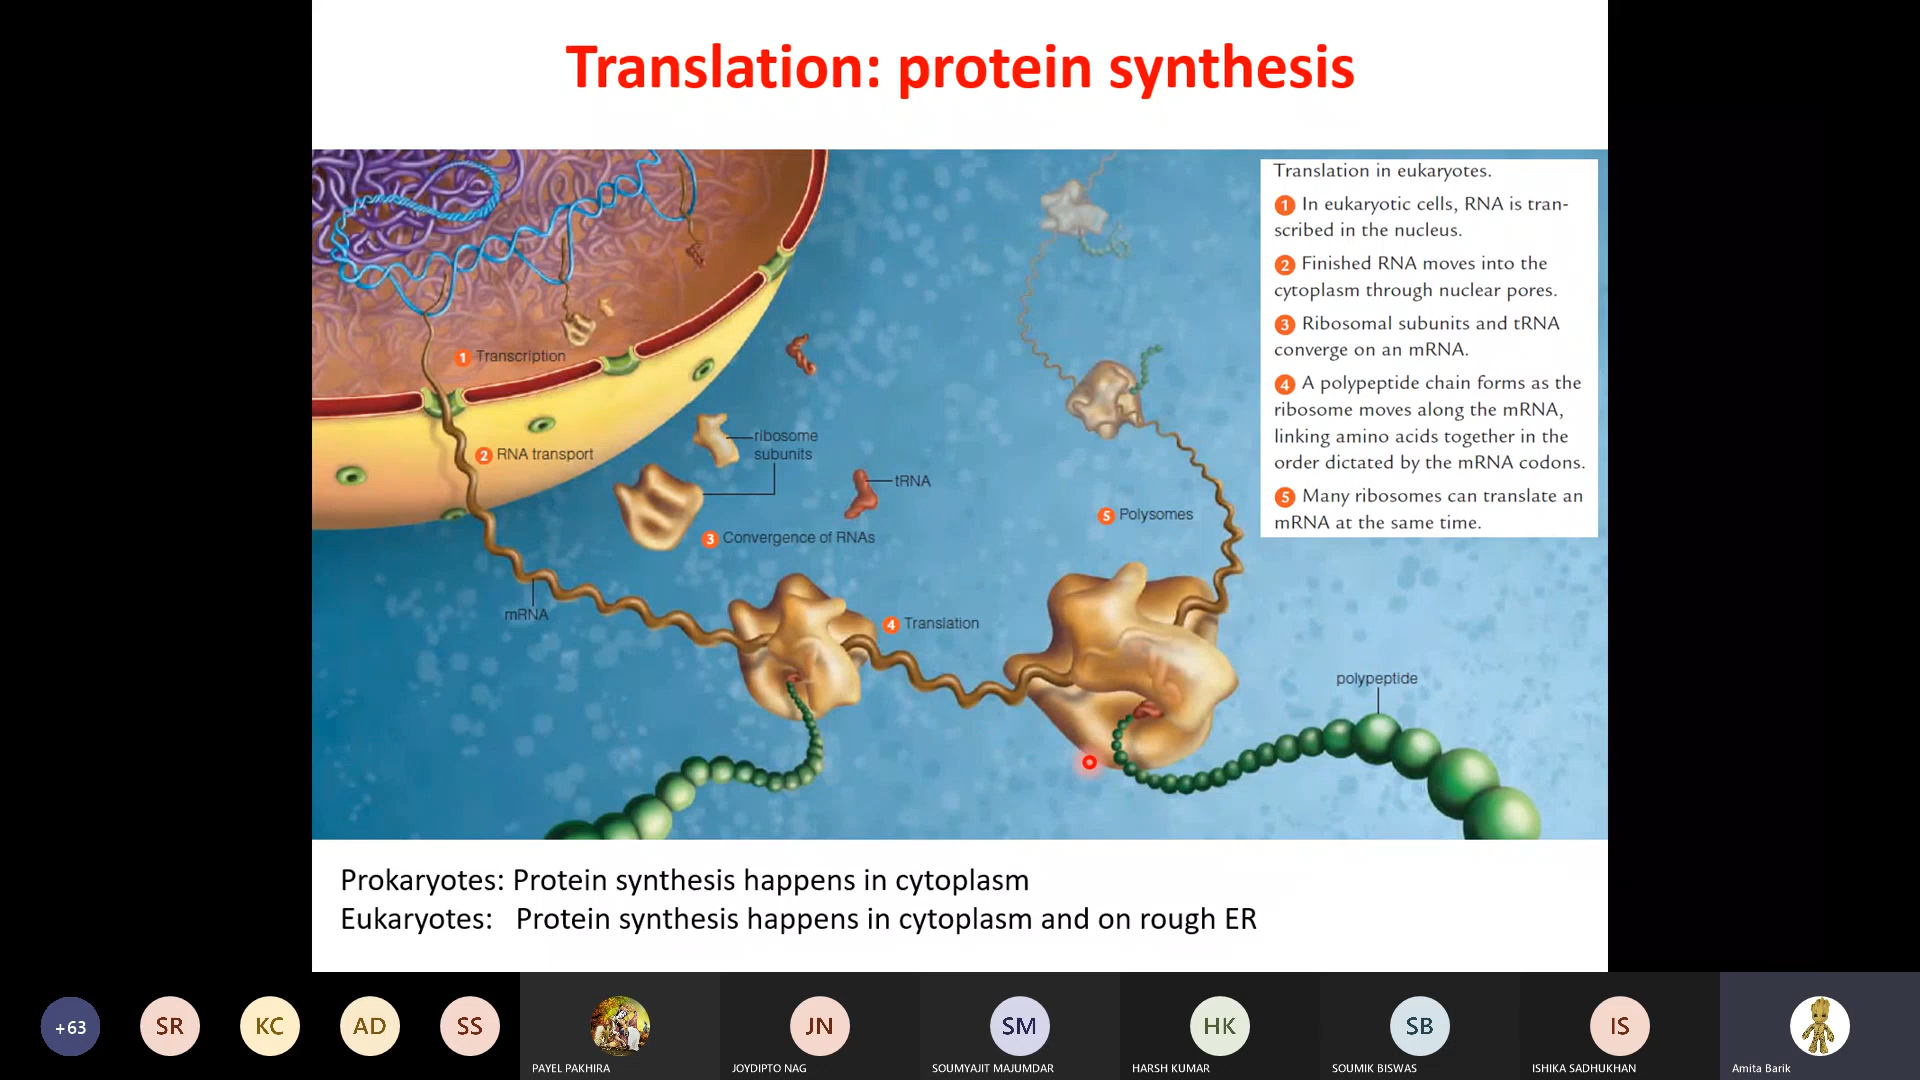 Translation: protein synthesis
Translation in eukaryotes.
1 In eukaryotic cells, RNA is tran-
scribed in the nucleus.
2 Finished RNA moves into the
cytoplasm through nuclear pores.
3 Ribosomal subunits and tRNA
converge on an mRNA.
4 A polypeptide chain forms as the
ribosome moves along the mRNA,
linking amino acids together in the
order dictated by the mRNA codons.
5 Many ribosomes can translate an
mRNA at the same time.
1 Transcription
2 RNA transport
ribosome
subunits
tRNA
3 Convergence of RNAs
5 Polysomes
mRNA
4 Translation
polypeptide
Prokaryotes: Protein synthesis happens in cytoplasm
Eukaryotes: Protein synthesis happens in cytoplasm and on rough ER
+63
SR
KC
AD
SS
JN
SM
HK
SB
IS
PAYEL PAKHIRA
JOYDIPTO NAG
SOUMYAJIT MAJUMDAR
HARSH KUMAR
SOUMIK BISWAS
ISHIKA SADHUKHAN
Amita Barik